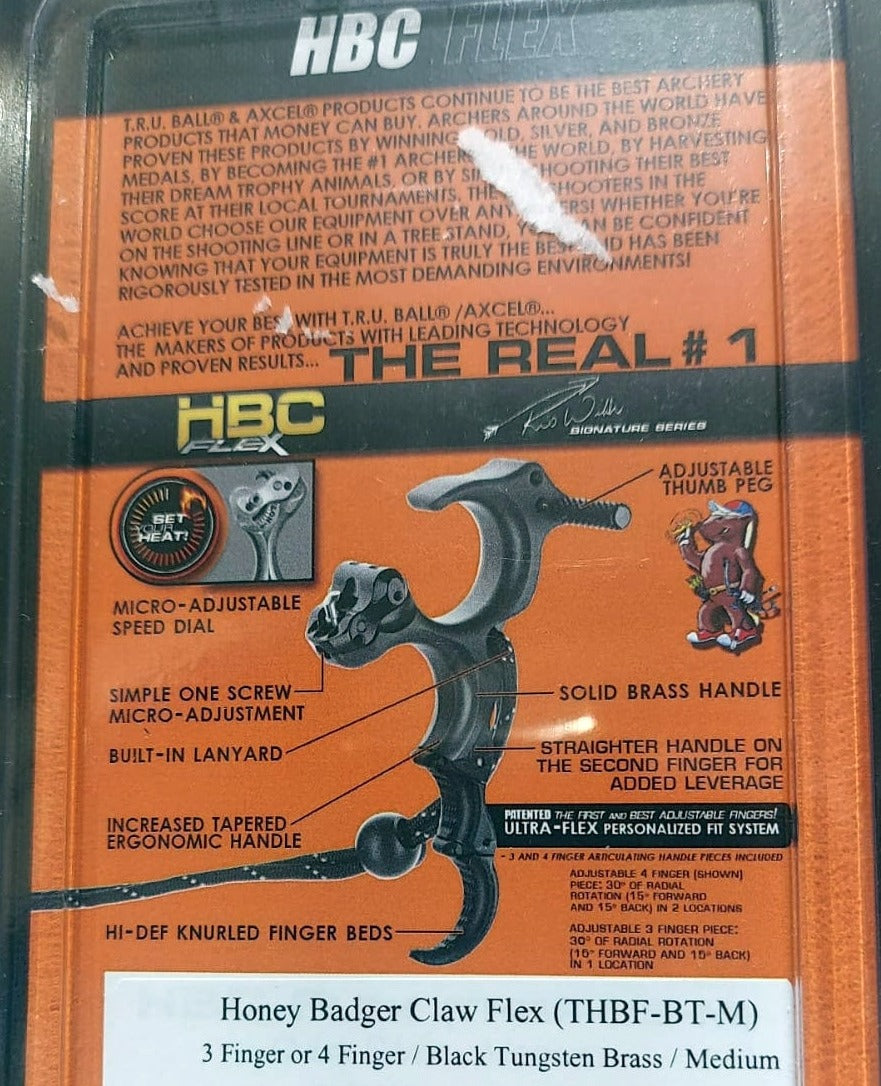 HBC FLEX
T.R.U. BALL® & AXCEL® PRODUCTS CONTINUE TO BE THE BEST ARCHERY
PRODUCTS THAT MONEY CAN BUY. ARCHERS AROUND THE WORLD HAVE
PROVEN THESE PRODUCTS BY WINNING OLD, SILVER, AND BRONZE
MEDALS, BY BECOMING THE #1 ARCHER HE WORLD, BY HARVESTING
THEIR DREAM TROPHY ANIMALS, OR BY SI HOOTING THEIR BEST
SCORE AT THEIR LOCAL TOURNAMENTS, THE SHOOTERS IN THE
WORLD CHOOSE OUR EQUIPMENT OVER ANY ERS! WHETHER YOU'RE
ON THE SHOOTING LINE OR IN A TREE STAND, Y AN BE CONFIDENT
KNOWING THAT YOUR EQUIPMENT IS TRULY THE BEST ND HAS BEEN
RIGOROUSLY TESTED IN THE MOST DEMANDING ENVIRONMENTS!
ACHIEVE YOUR BEST WITH T.R.U. BALL® /AXCEL®...
THE MAKERS OF PRODUCTS WITH LEADING TECHNOLOGY
AND PROVEN RESULTS... THE REAL #1
HBC
FLEX
SIGNATURE SERIES
SET
YOUR
HEAT!
ADJUSTABLE
THUMB PEG
MICRO-ADJUSTABLE
SPEED DIAL
SIMPLE ONE SCREW
MICRO-ADJUSTMENT
SOLID BRASS HANDLE
BUILT-IN LANYARD
STRAIGHTER HANDLE ON
THE SECOND FINGER FOR
ADDED LEVERAGE
INCREASED TAPERED
ERGONOMIC HANDLE
PATENTED THE FIRST AND BEST ADJUSTABLE FINGERS!
ULTRA-FLEX PERSONALIZED FIT SYSTEM
- 3 AND 4 FINGER ARTICULATING HANDLE PIECES INCLUDED
ADJUSTABLE 4 FINGER (SHOWN)
PIECE: 30° OF RADIAL
ROTATION (15° FORWARD
AND 15° BACK) IN 2 LOCATIONS
HI-DEF KNURLED FINGER BEDS
ADJUSTABLE 3 FINGER PIECE:
30° OF RADIAL ROTATION
(15° FORWARD AND 15° BACK)
IN 1 LOCATION
Honey Badger Claw Flex (THBF-BT-M)
3 Finger or 4 Finger / Black Tungsten Brass / Medium